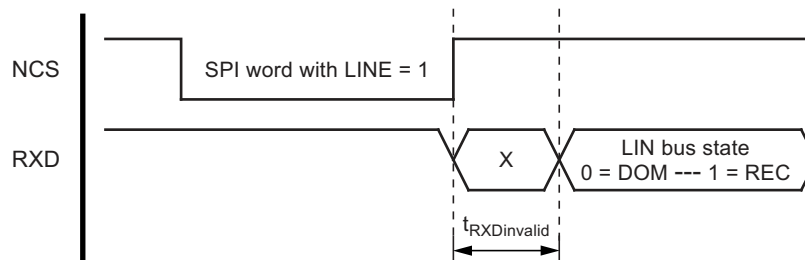 NCS
SPI word with LINE = 1
RXD
X
LIN bus state
0 = DOM --- 1 = REC
tRXDinvalid